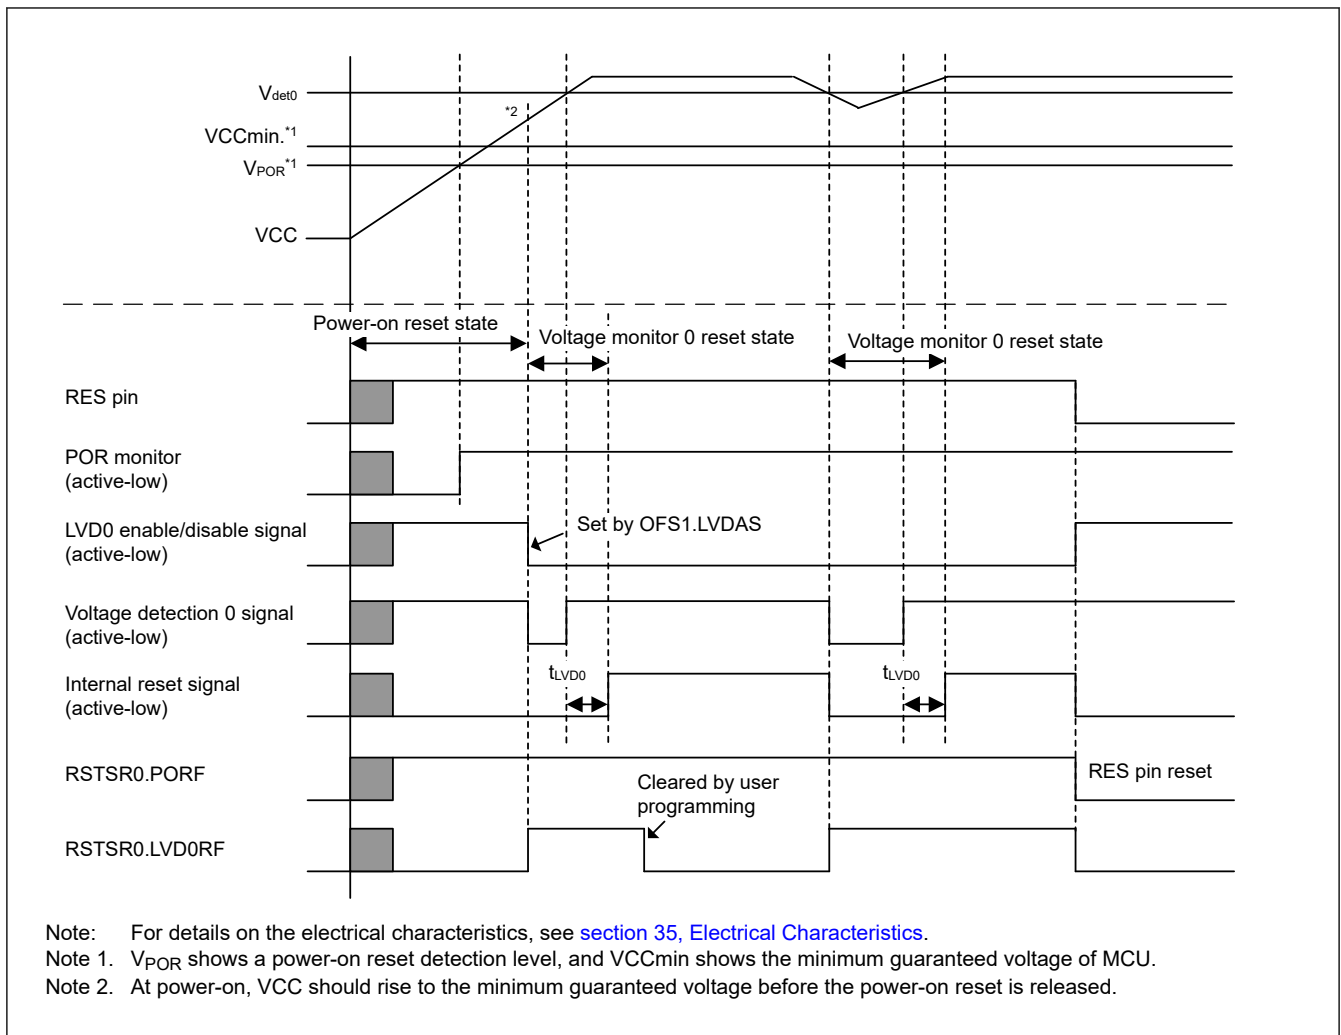 Vdet0
*2
VCCmin.*1
VPOR*1
VCC
Power-on reset state
Voltage monitor 0 reset state
Voltage monitor 0 reset state
RES pin
POR monitor
(active-low)
LVD0 enable/disable signal
(active-low)
Set by OFS1.LVDAS
Voltage detection 0 signal
(active-low)
Internal reset signal
(active-low)
tLVD0
tLVD0
RSTSR0.PORF
RES pin reset
Cleared by user
programming
RSTSR0.LVD0RF
Note: For details on the electrical characteristics, see section 35, Electrical Characteristics.
Note 1. VPOR shows a power-on reset detection level, and VCCmin shows the minimum guaranteed voltage of MCU.
Note 2. At power-on, VCC should rise to the minimum guaranteed voltage before the power-on reset is released.